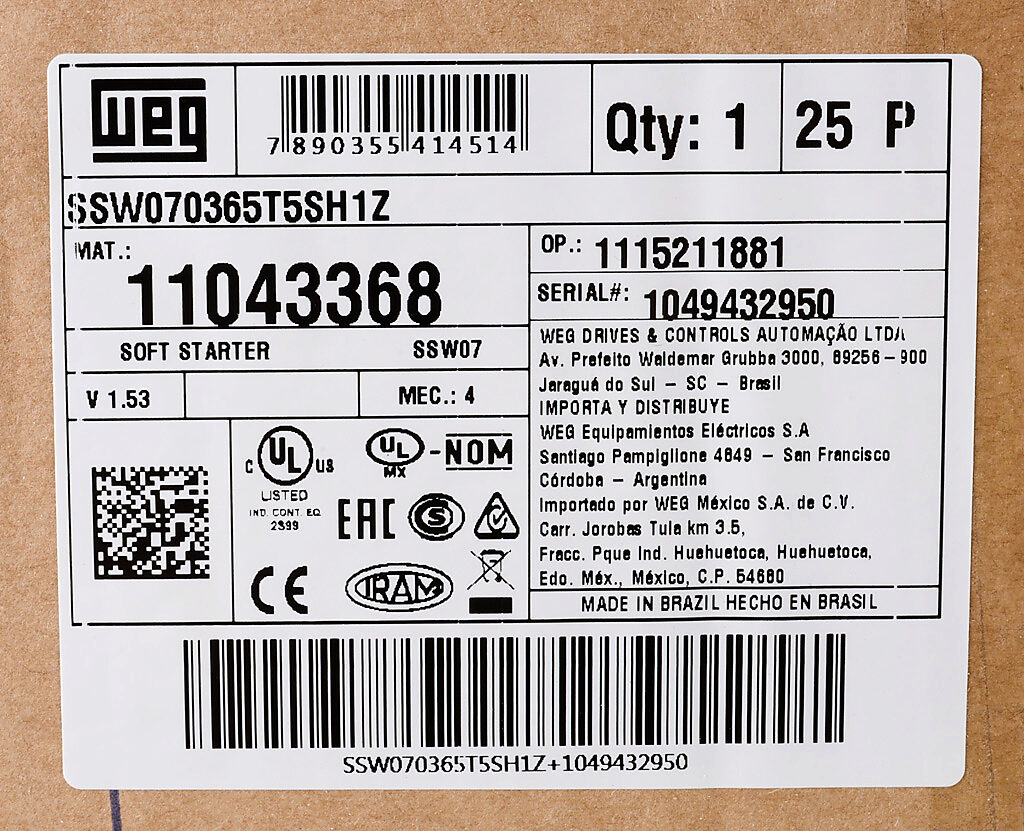 weg
7 890355 414514
Qty: 1
25 P
SSW070365T5SH1Z
MAT.:
11043368
OP.: 1115211881
SERIAL#: 1049432950
SOFT STARTER SSW07
V 1.53
MEC.: 4
WEG DRIVES & CONTROLS AUTOMAÇÃO LTDA
Av. Prefeito Waldemar Grubba 3000, 89256-900
Jaraguá do Sul - SC - Brasil
IMPORTA Y DISTRIBUYE
WEG Equipamientos Eléctricos S.A
Santiago Pampiglione 4849 - San Francisco
Córdoba - Argentina
Importado por WEG México S.A. de C.V.
Carr. Jorobas Tula km 3.5,
Fracc. Pque Ind. Huehuetoca, Huehuetoca,
Edo. Méx., México, C.P. 54680
MADE IN BRAZIL HECHO EN BRASIL
C UL US
LISTED
IND. CONT. EQ.
2S99
UL
MX
-NOM
EAC
S
CE
IRAM
SSW070365T5SH1Z+1049432950